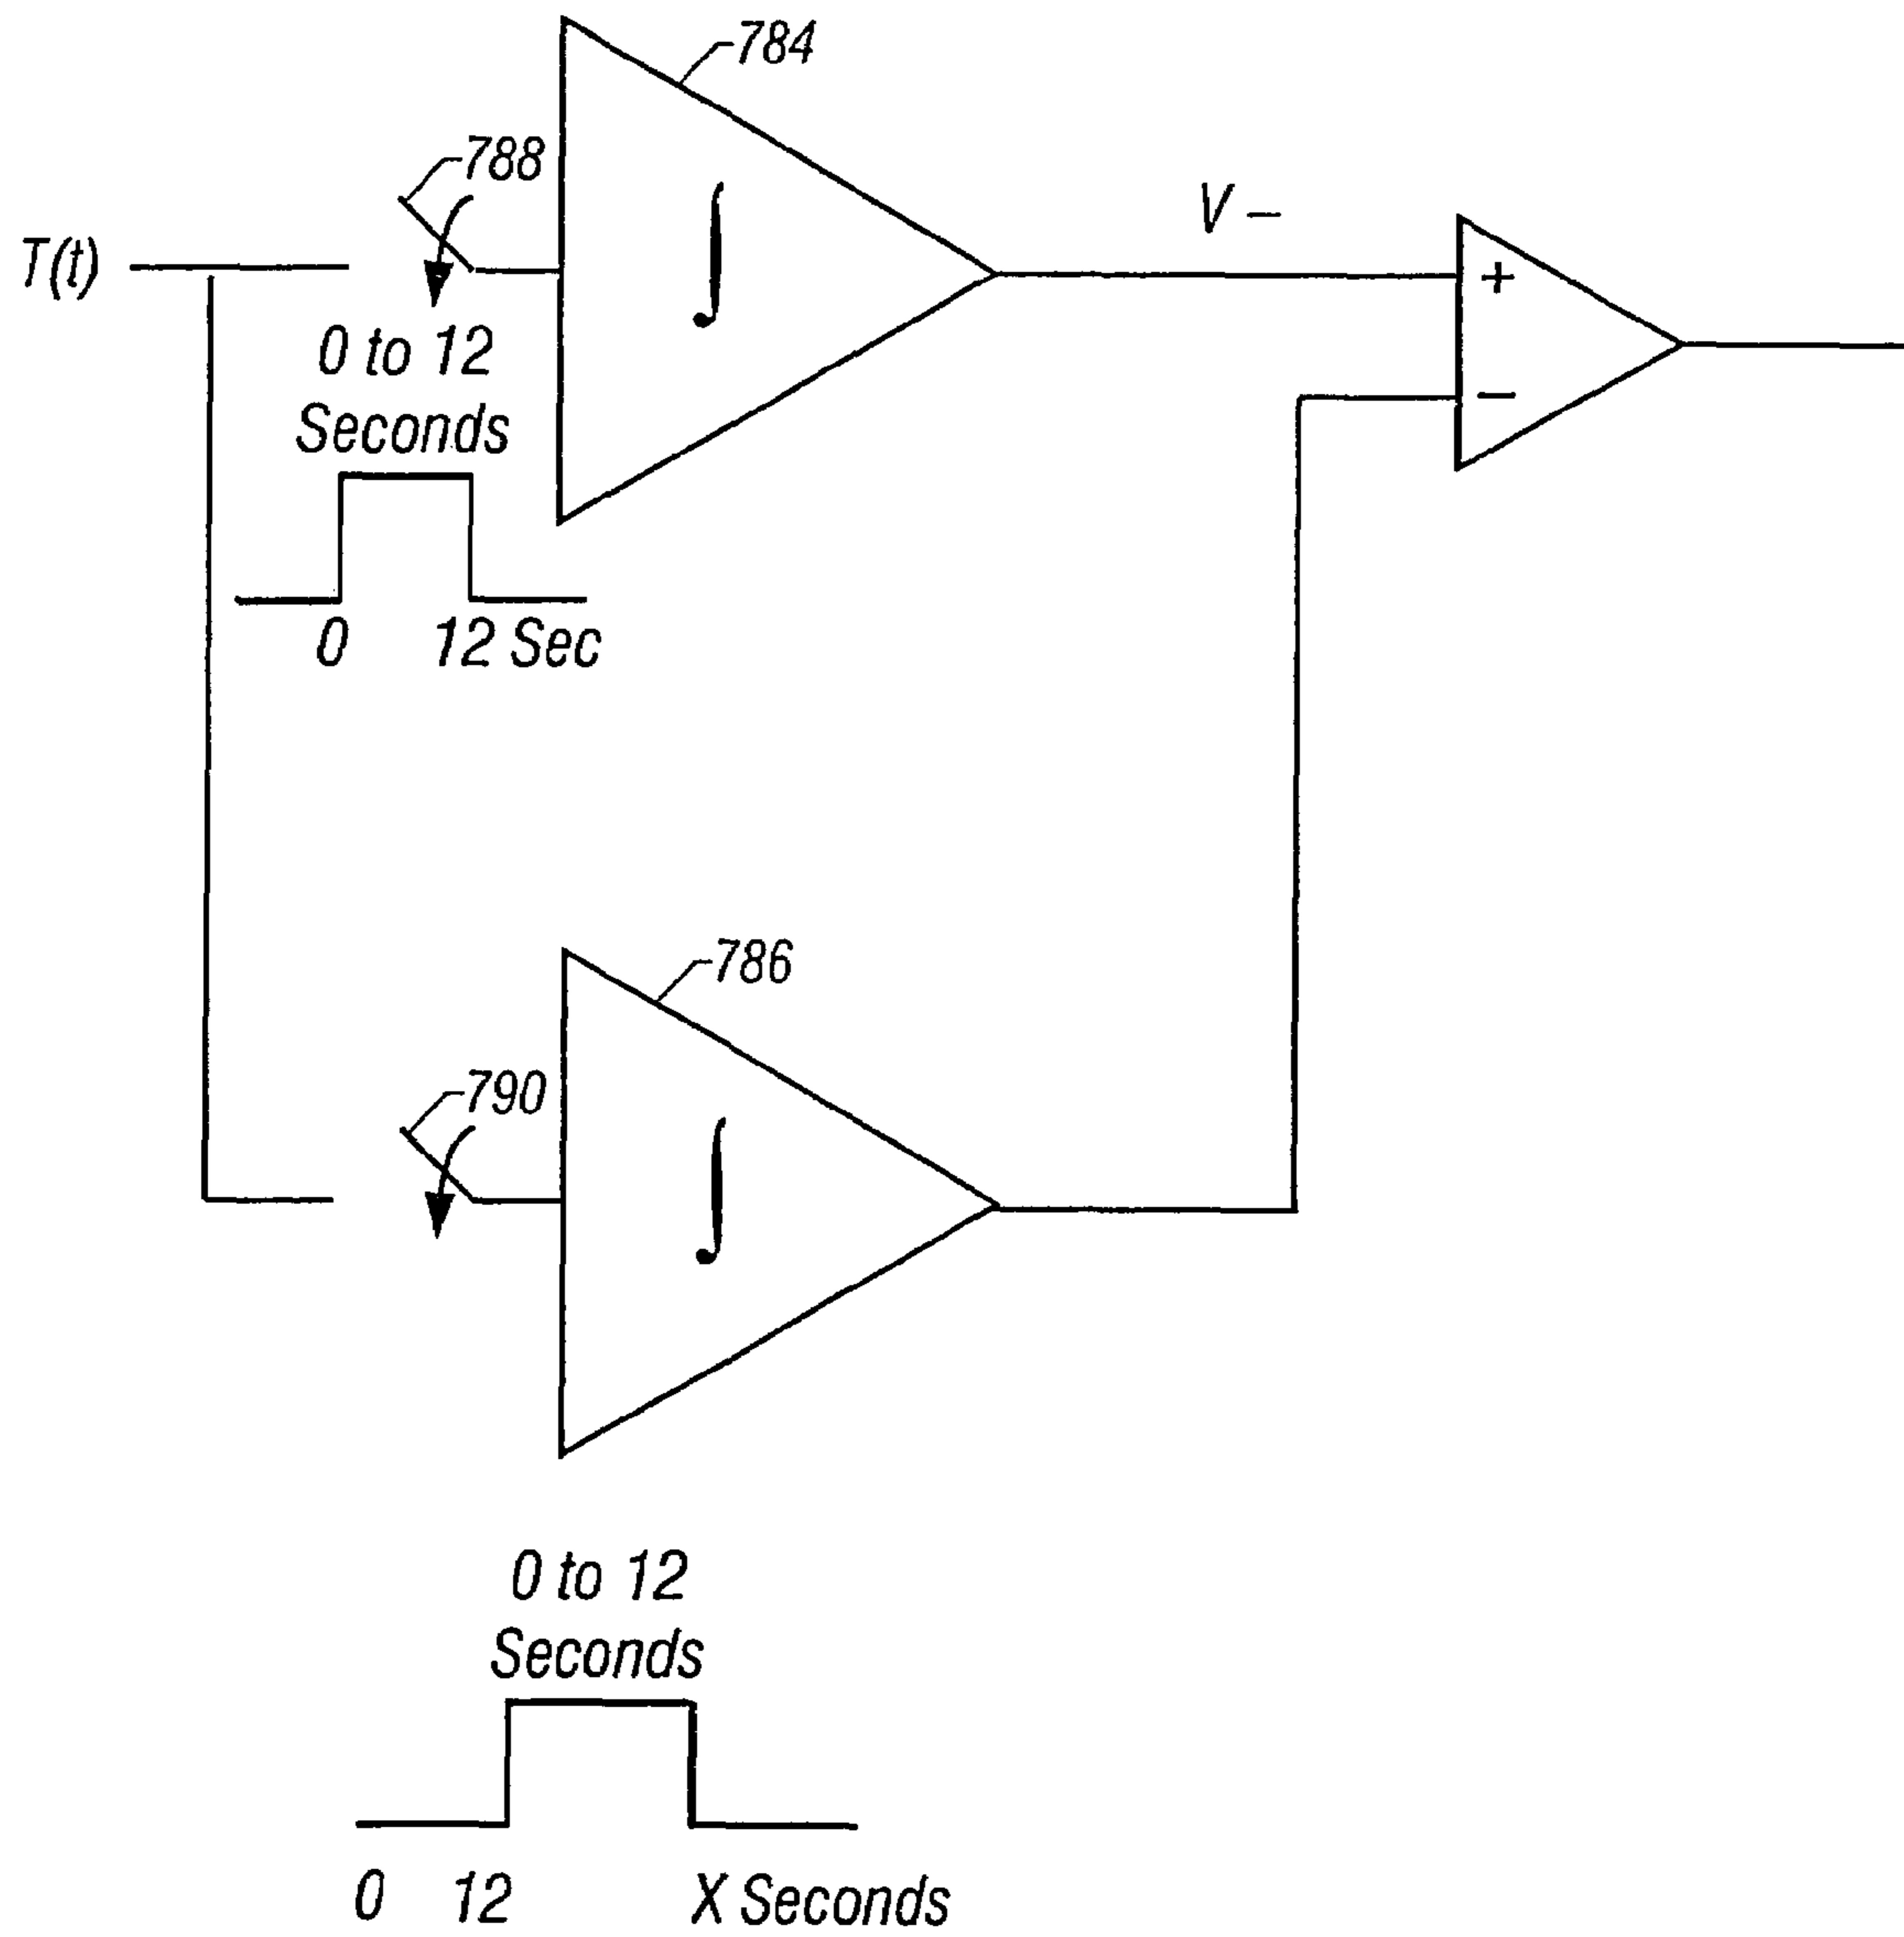 784
788
V –
T(t)
+
0 to 12
Seconds
–
0 12 Sec
786
790
∫
∫
0 to 12
Seconds
0 12 X Seconds